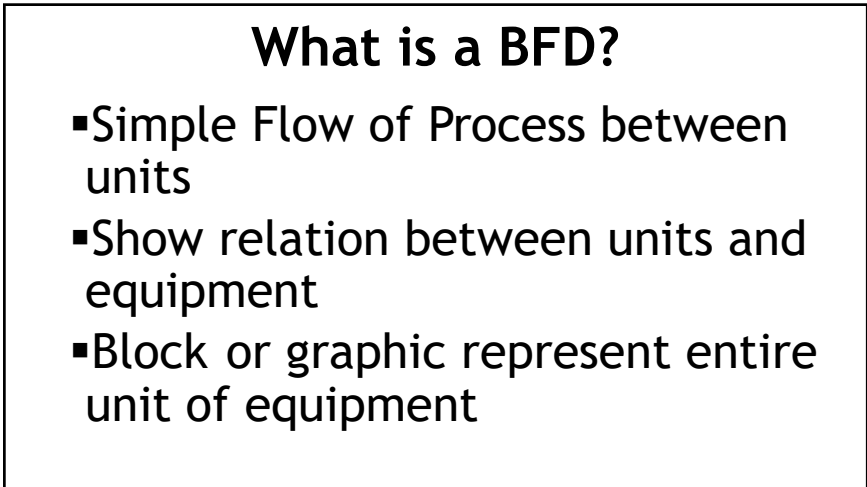 What is a BFD?
▪Simple Flow of Process between
units
▪Show relation between units and
equipment
▪Block or graphic represent entire
unit of equipment